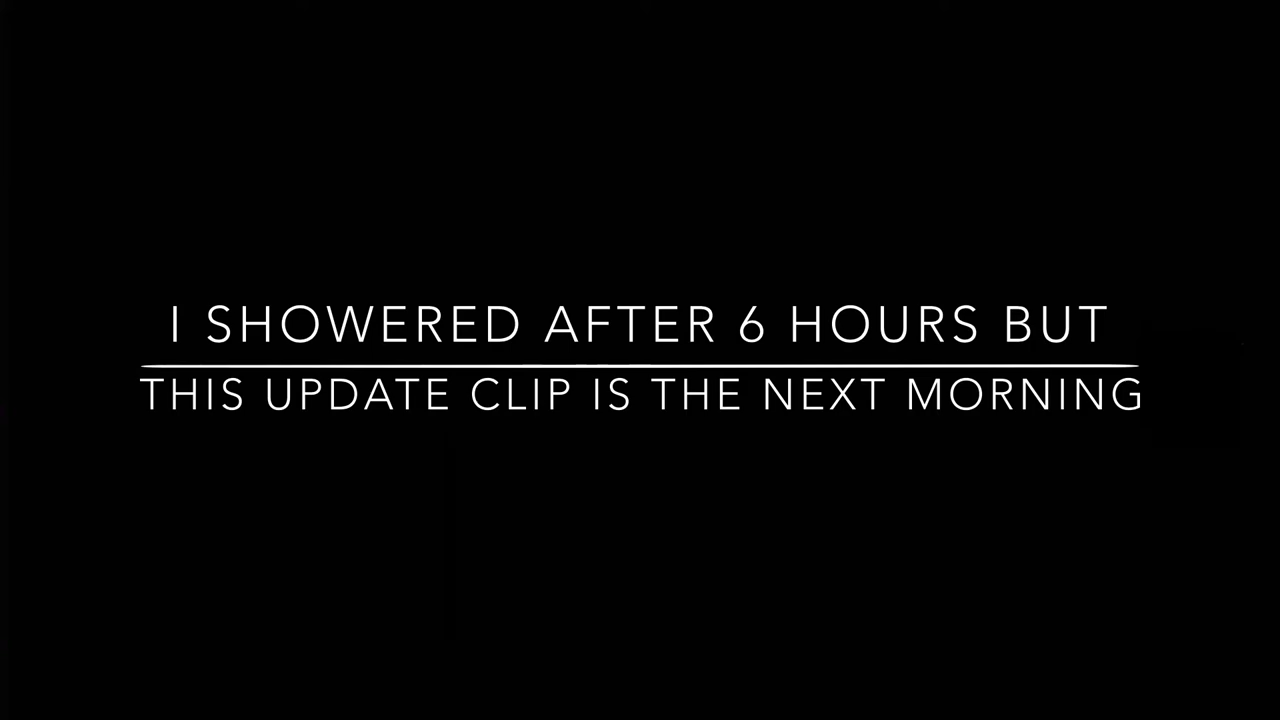 I SHOWERED AFTER 6 HOURS BUT
THIS UPDATE CLIP IS THE NEXT MORNING